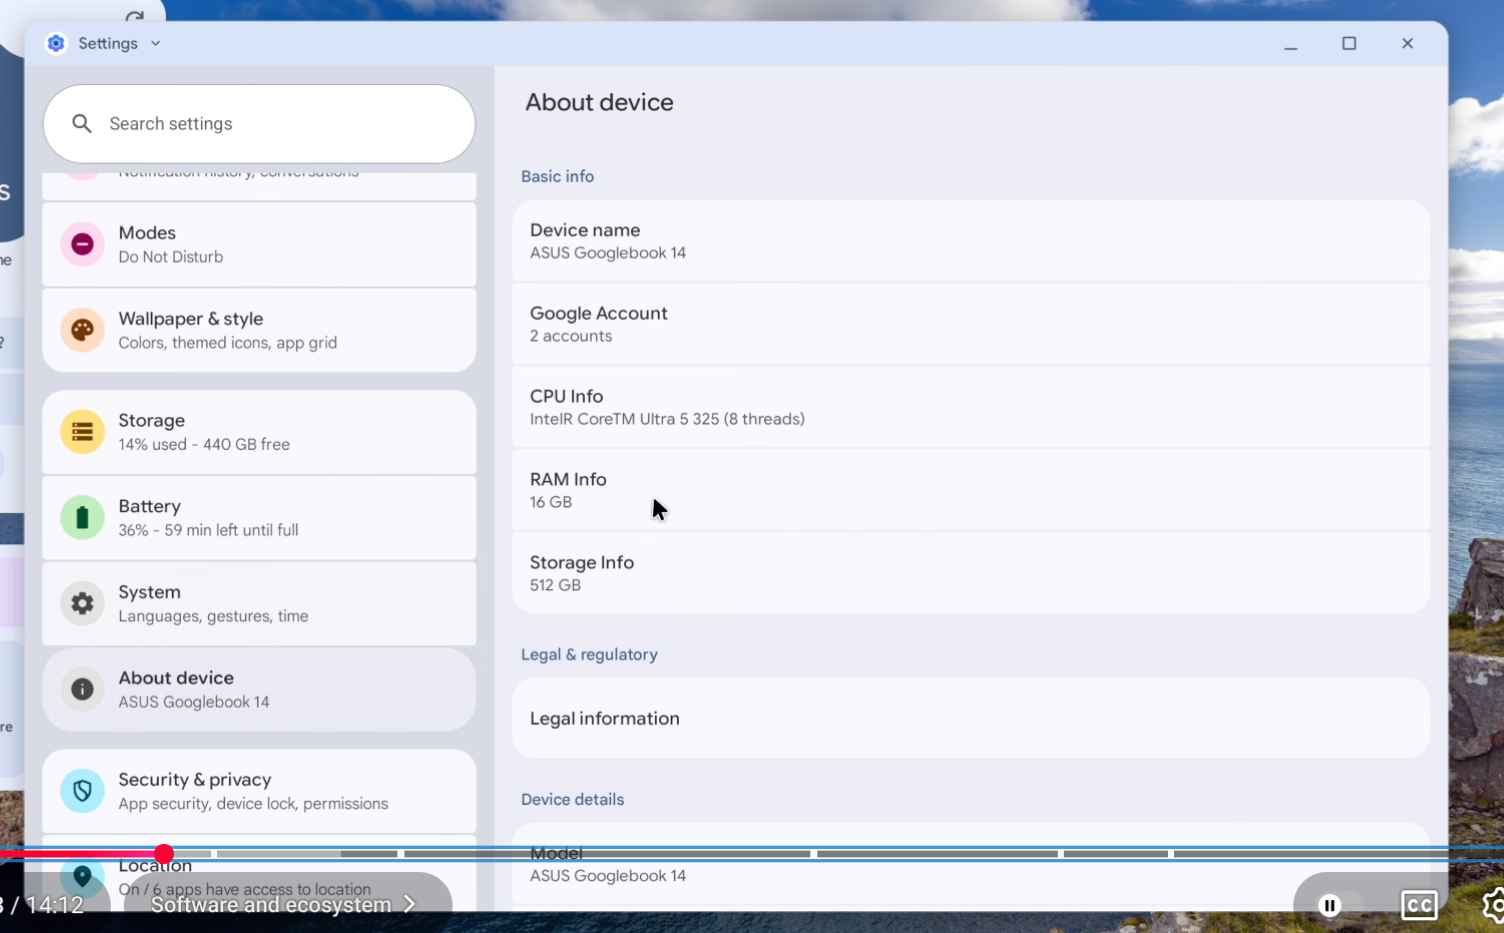 Settings
Search settings
Notification history, conversations
Modes
Do Not Disturb
Wallpaper & style
Colors, themed icons, app grid
Storage
14% used - 440 GB free
Battery
36% - 59 min left until full
System
Languages, gestures, time
About device
ASUS Googlebook 14
Security & privacy
App security, device lock, permissions
Location
On / 6 apps have access to location
About device
Basic info
Device name
ASUS Googlebook 14
Google Account
2 accounts
CPU Info
IntelR CoreTM Ultra 5 325 (8 threads)
RAM Info
16 GB
Storage Info
512 GB
Legal & regulatory
Legal information
Device details
Model
ASUS Googlebook 14
/ 14:12
Software and ecosystem
CC